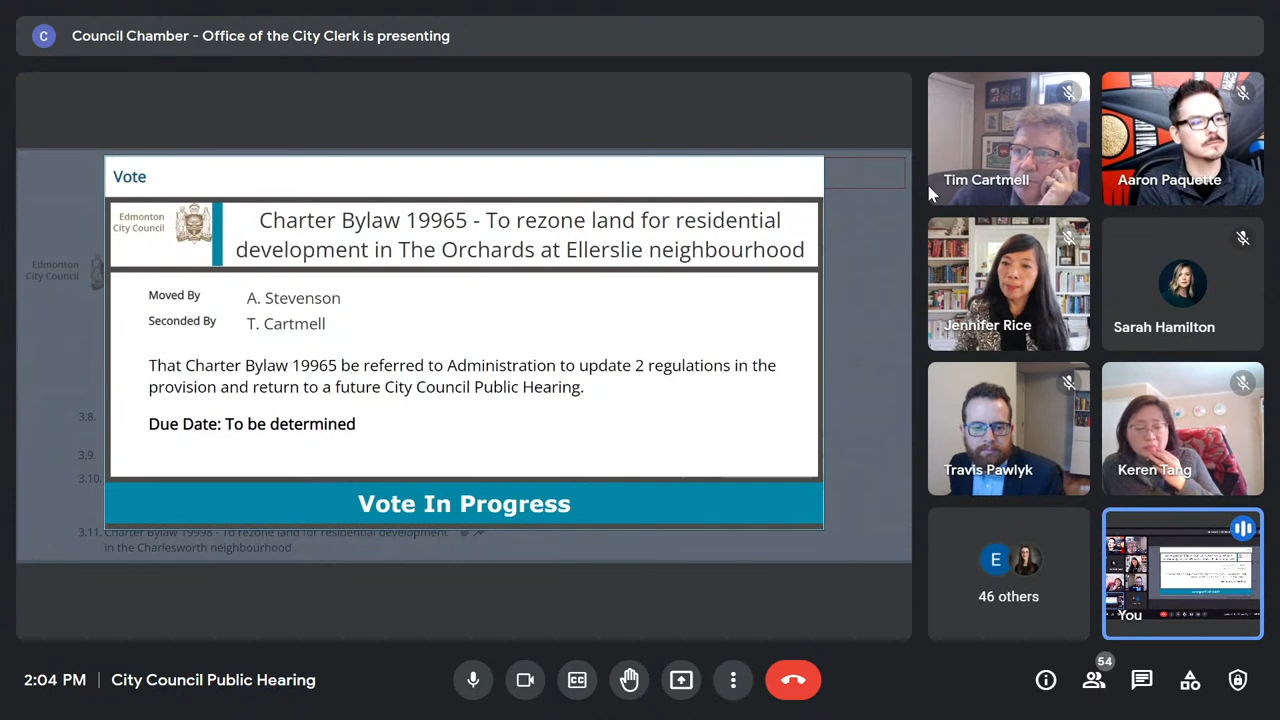 C
Council Chamber - Office of the City Clerk is presenting
Vote
Edmonton
City Council
Charter Bylaw 19965 - To rezone land for residential
development in The Orchards at Ellerslie neighbourhood
Moved By A. Stevenson
Seconded By T. Cartmell
That Charter Bylaw 19965 be referred to Administration to update 2 regulations in the
provision and return to a future City Council Public Hearing.
Due Date: To be determined
Vote In Progress
Edmonton
City Council
3.8.
3.9.
3.10.
3.11. Charter Bylaw 19998 - To rezone land for residential development
in the Charlesworth neighbourhood
Tim Cartmell
Aaron Paquette
Jennifer Rice
Sarah Hamilton
Travis Pawlyk
Keren Tang
E
46 others
You
2:04 PM | City Council Public Hearing
CC
54